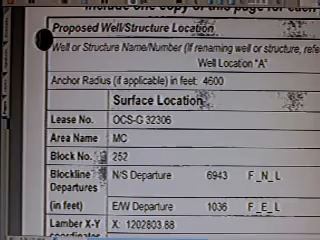 Proposed Well/Structure Location
Well or Structure Name/Number (If renaming well or structure, refe
Well Location "A"
Anchor Radius (if applicable) in feet: 4600
Surface Location
Lease No. OCS-G 32306
Area Name MC
Block No. 252
Blockline Departures (in feet) N/S Departure 6943 F_N_L
E/W Departure 1036 F_E_L
Lamber X-Y X: 1202803.88